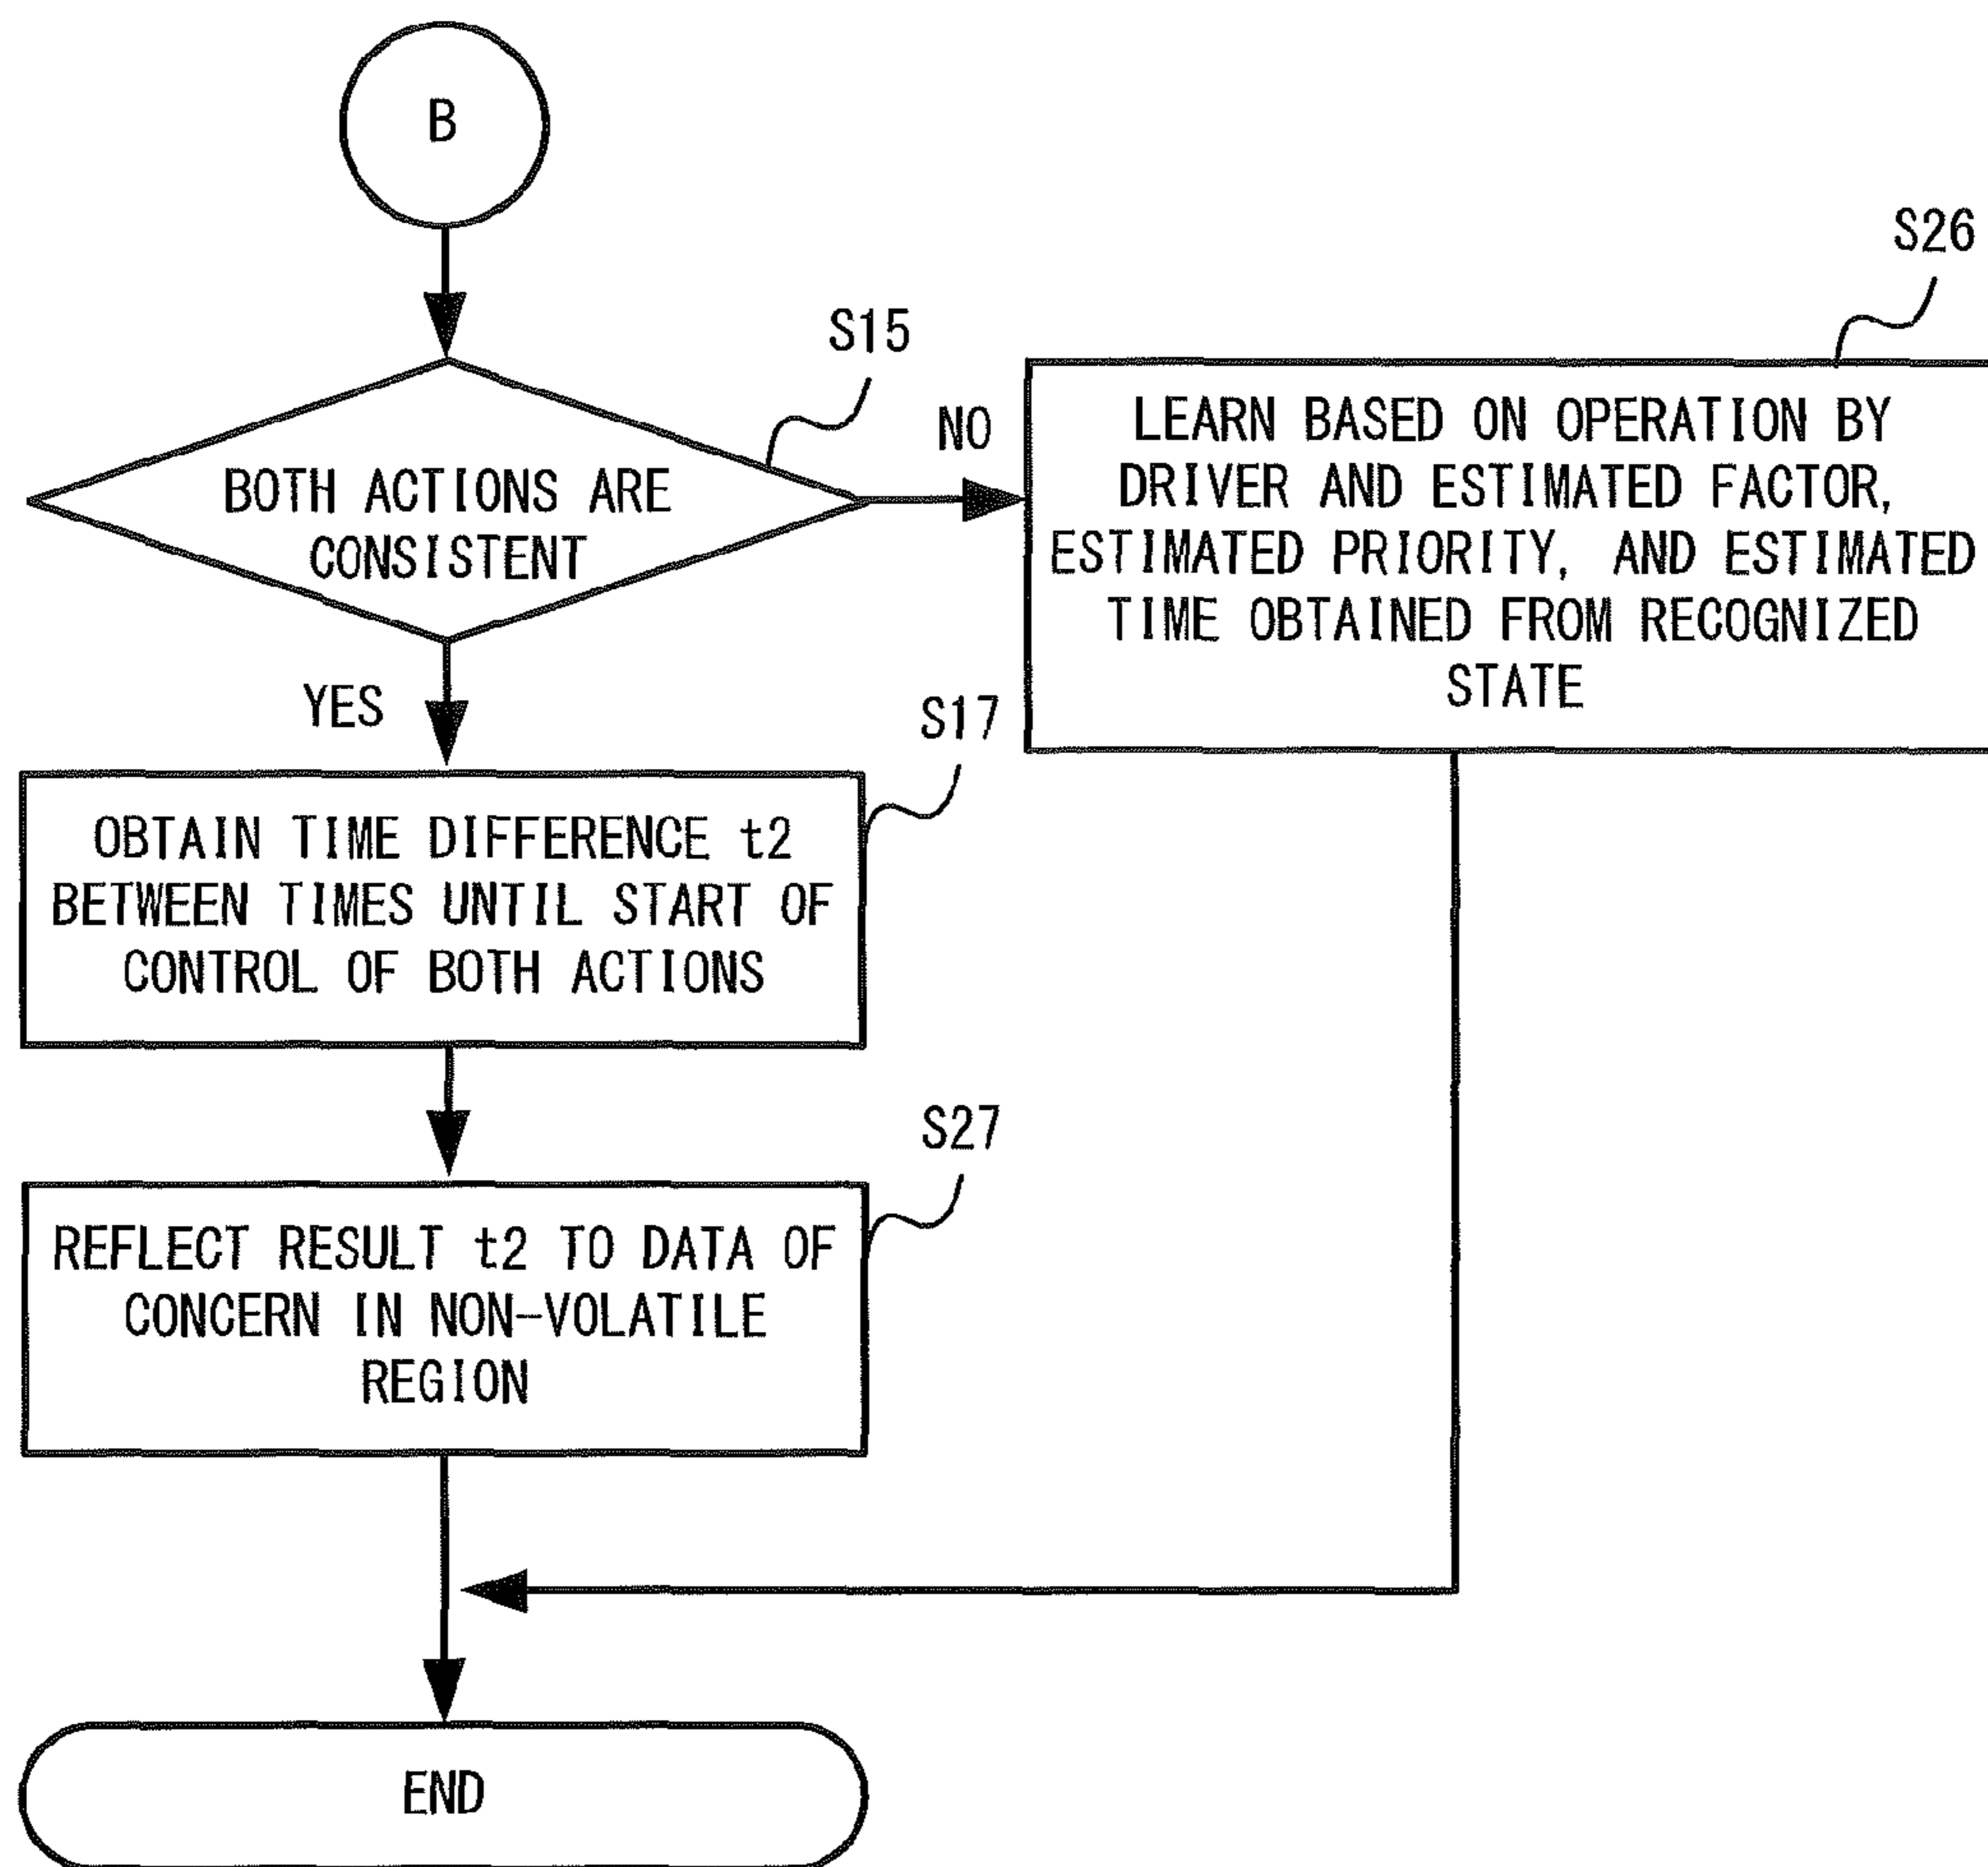 B
S15
BOTH ACTIONS ARE
CONSISTENT
NO
S26
LEARN BASED ON OPERATION BY
DRIVER AND ESTIMATED FACTOR,
ESTIMATED PRIORITY, AND ESTIMATED
TIME OBTAINED FROM RECOGNIZED
STATE
YES
S17
OBTAIN TIME DIFFERENCE t2
BETWEEN TIMES UNTIL START OF
CONTROL OF BOTH ACTIONS
S27
REFLECT RESULT t2 TO DATA OF
CONCERN IN NON-VOLATILE
REGION
END